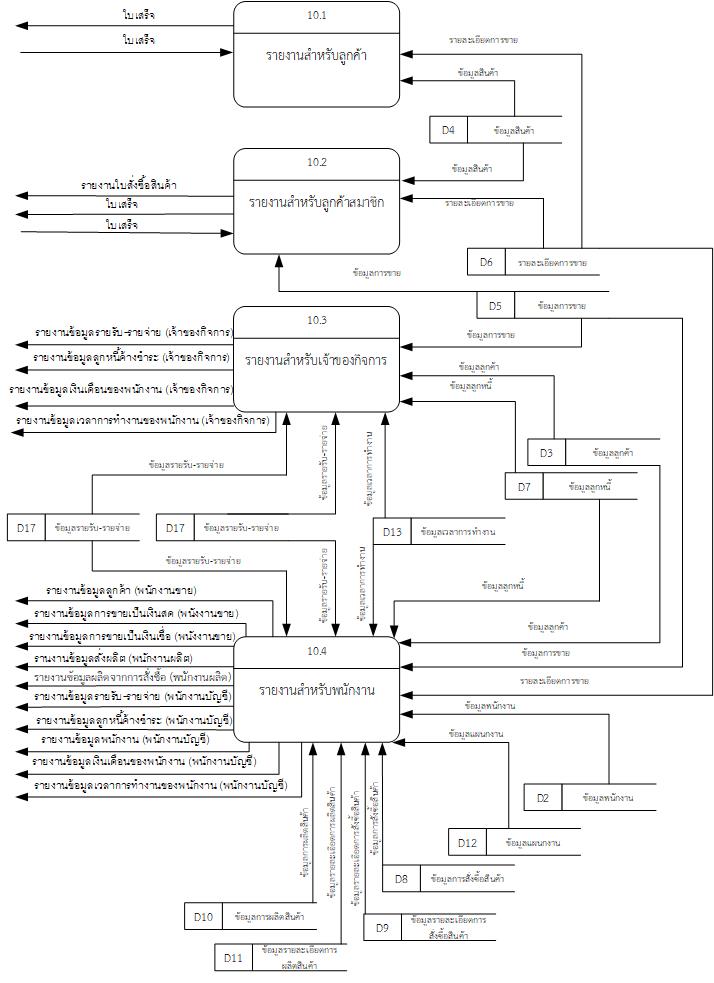 10.1
ใบเสร็จ
ใบเสร็จ
รายงานสำหรับลูกค้า
รายละเอียดการขาย
ข้อมูลสินค้า
D4
ข้อมูลสินค้า
ข้อมูลสินค้า
10.2
รายงานใบสั่งซื้อสินค้า
ใบเสร็จ
ใบเสร็จ
รายงานสำหรับลูกค้าสมาชิก
รายละเอียดการขาย
D6
รายละเอียดการขาย
ข้อมูลการขาย
D5
ข้อมูลการขาย
10.3
รายงานข้อมูลรายรับ-รายจ่าย (เจ้าของกิจการ)
รายงานข้อมูลลูกหนี้ค้างชำระ (เจ้าของกิจการ)
รายงานข้อมูลเงินเดือนของพนักงาน (เจ้าของกิจการ)
รายงานข้อมูลเวลาการทำงานของพนักงาน (เจ้าของกิจการ)
รายงานสำหรับเจ้าของกิจการ
ข้อมูลการขาย
ข้อมูลลูกค้า
ข้อมูลลูกหนี้
D3
ข้อมูลลูกค้า
D7
ข้อมูลลูกหนี้
ข้อมูลรายรับ-รายจ่าย
ข้อมูลรายรับ-รายจ่าย
ข้อมูลเวลาการทำงาน
D17
ข้อมูลรายรับ-รายจ่าย
D17
ข้อมูลรายรับ-รายจ่าย
D13
ข้อมูลเวลาการทำงาน
ข้อมูลรายรับ-รายจ่าย
ข้อมูลรายรับ-รายจ่าย
ข้อมูลเวลาการทำงาน
ข้อมูลลูกหนี้
ข้อมูลลูกค้า
ข้อมูลการขาย
รายละเอียดการขาย
ข้อมูลพนักงาน
ข้อมูลแผนกงาน
รายงานข้อมูลลูกค้า (พนักงานขาย)
รายงานข้อมูลการขายเป็นเงินสด (พนังงานขาย)
รายงานข้อมูลการขายเป็นเงินเชื่อ (พนังงานขาย)
รานงานข้อมูลสั่งผลิต (พนักงานผลิต)
รายงานข้อมูลผลิตจากการสั่งซื้อ (พนักงานผลิต)
รายงานข้อมูลรายรับ-รายจ่าย (พนักงานบัญชี)
รายงานข้อมูลลูกหนี้ค้างชำระ (พนักงานบัญชี)
รายงานข้อมูลพนักงาน (พนักงานบัญชี)
รายงานข้อมูลเงินเดือนของพนักงาน (พนักงานบัญชี)
รายงานข้อมูลเวลาการทำงานของพนักงาน (พนักงานบัญชี)
10.4
รายงานสำหรับพนักงาน
D2
ข้อมูลพนักงาน
D12
ข้อมูลแผนกงาน
ข้อมูลการผลิตสินค้า
ข้อมูลรายละเอียดการผลิตสินค้า
ข้อมูลรายละเอียดการสั่งซื้อสินค้า
ข้อมูลการสั่งซื้อสินค้า
D8
ข้อมูลการสั่งซื้อสินค้า
D10
ข้อมูลการผลิตสินค้า
D9
ข้อมูลรายละเอียดการ
สั่งซื้อสินค้า
D11
ข้อมูลรายละเอียดการ
ผลิตสินค้า